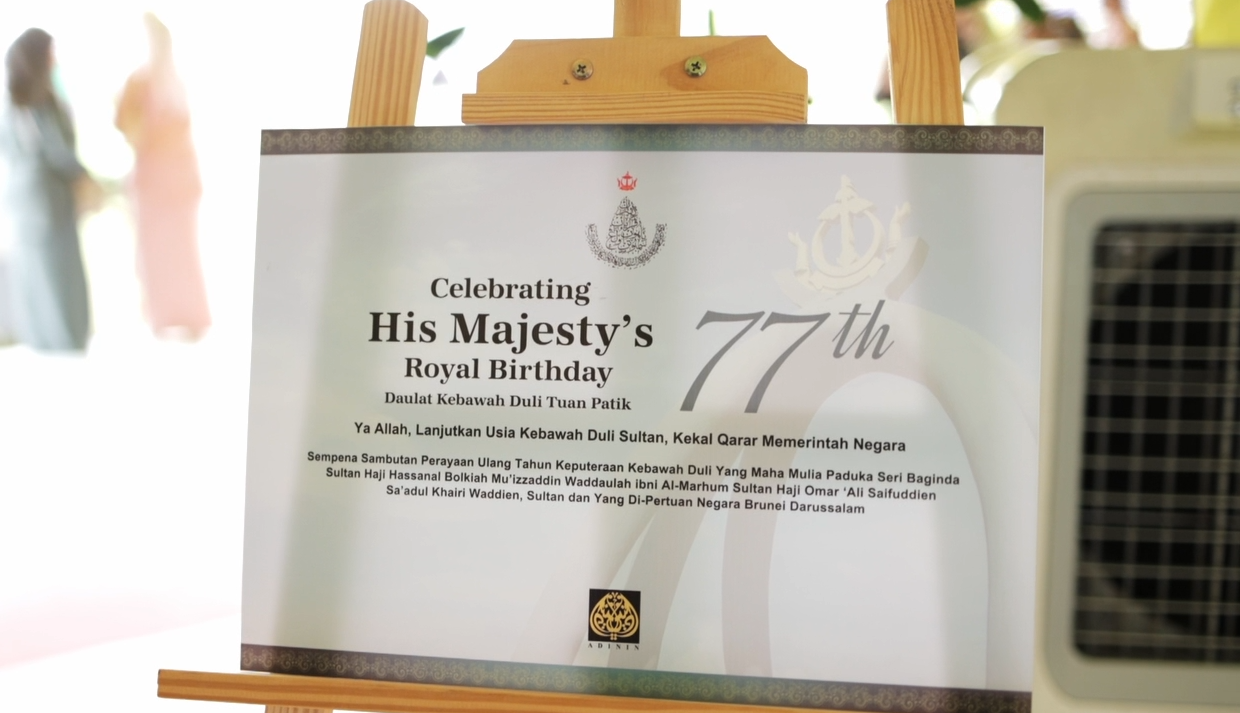 Celebrating
His Majesty's
Royal Birthday
77th
Daulat Kebawah Duli Tuan Patik
Ya Allah, Lanjutkan Usia Kebawah Duli Sultan, Kekal Qarar Memerintah Negara
Sempena Sambutan Perayaan Ulang Tahun Keputeraan Kebawah Duli Yang Maha Mulia Paduka Seri Baginda
Sultan Haji Hassanal Bolkiah Mu'izzaddin Waddaulah ibni Al-Marhum Sultan Haji Omar 'Ali Saifuddien
Sa'adul Khairi Waddien, Sultan dan Yang Di-Pertuan Negara Brunei Darussalam
ADININ